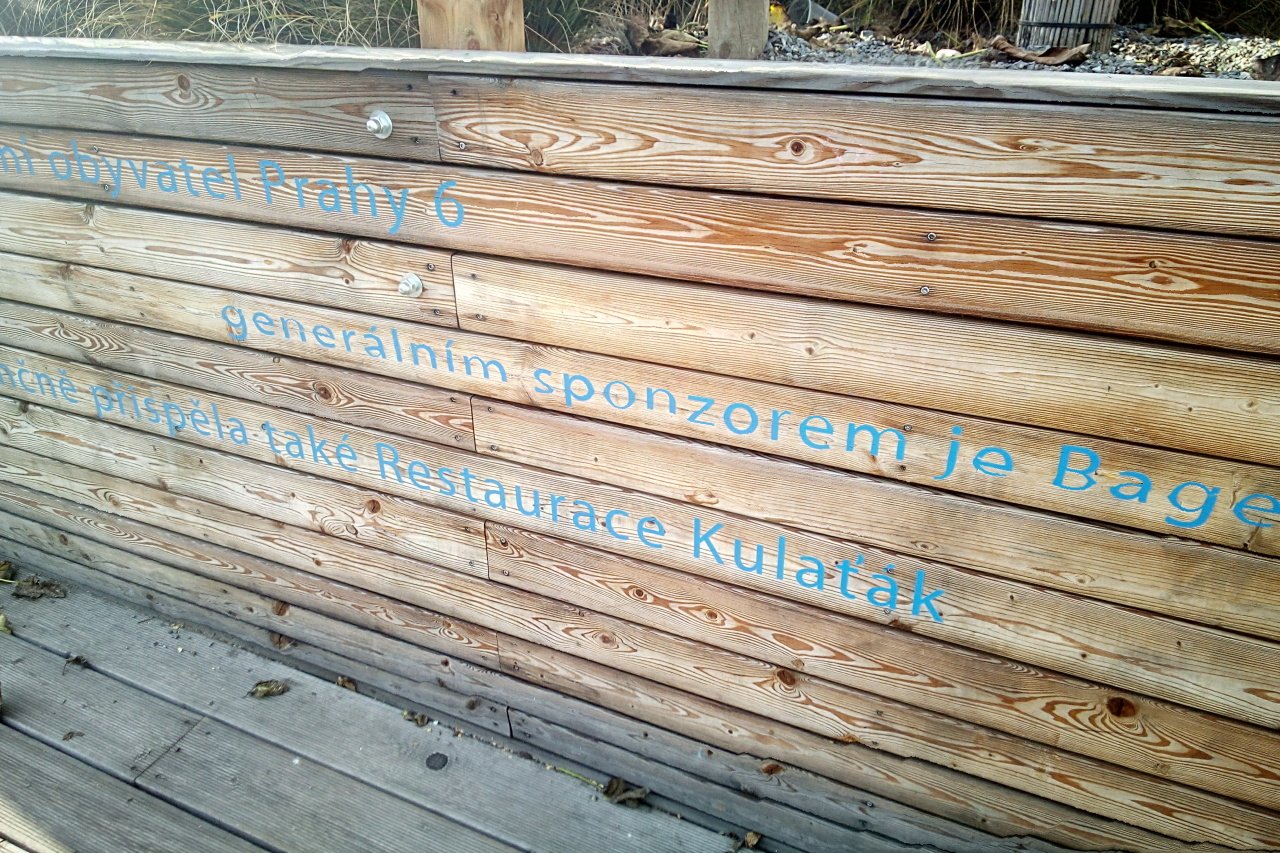 obyvatel Prahy 6
generálním sponzorem je
přispěla také Restaurace Kulaťák